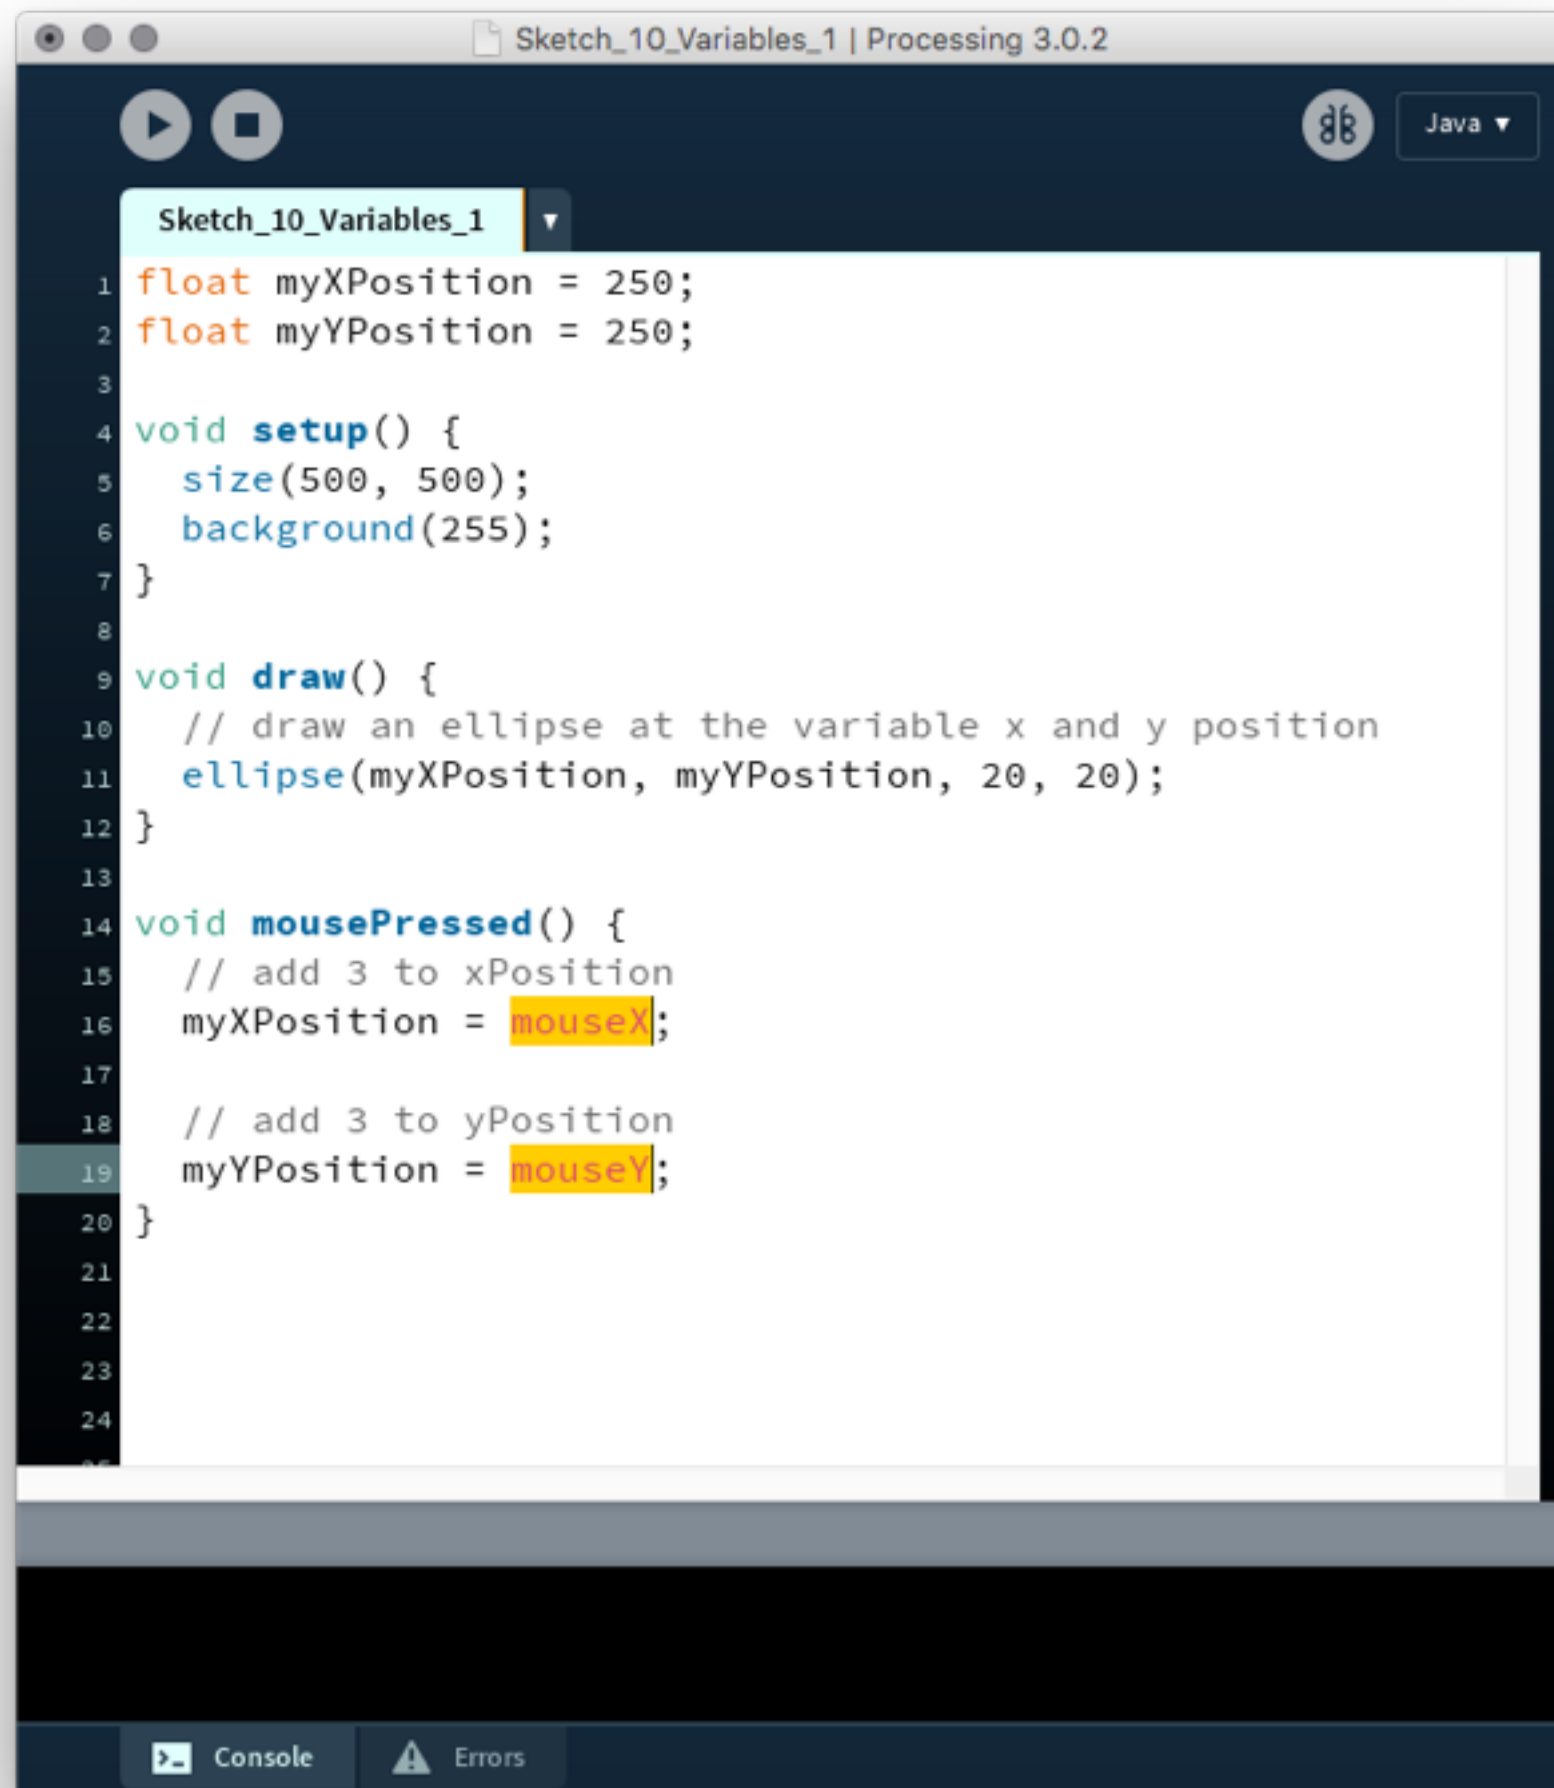 Sketch_10_Variables_1 | Processing 3.0.2
Java ▼
Sketch_10_Variables_1 ▼
1 float myXPosition = 250;
2 float myYPosition = 250;
3
4 void setup() {
5   size(500, 500);
6   background(255);
7 }
8
9 void draw() {
10   // draw an ellipse at the variable x and y position
11   ellipse(myXPosition, myYPosition, 20, 20);
12 }
13
14 void mousePressed() {
15   // add 3 to xPosition
16   myXPosition = mouseX;
17
18   // add 3 to yPosition
19   myYPosition = mouseY;
20 }
21
22
23
24
Console Errors